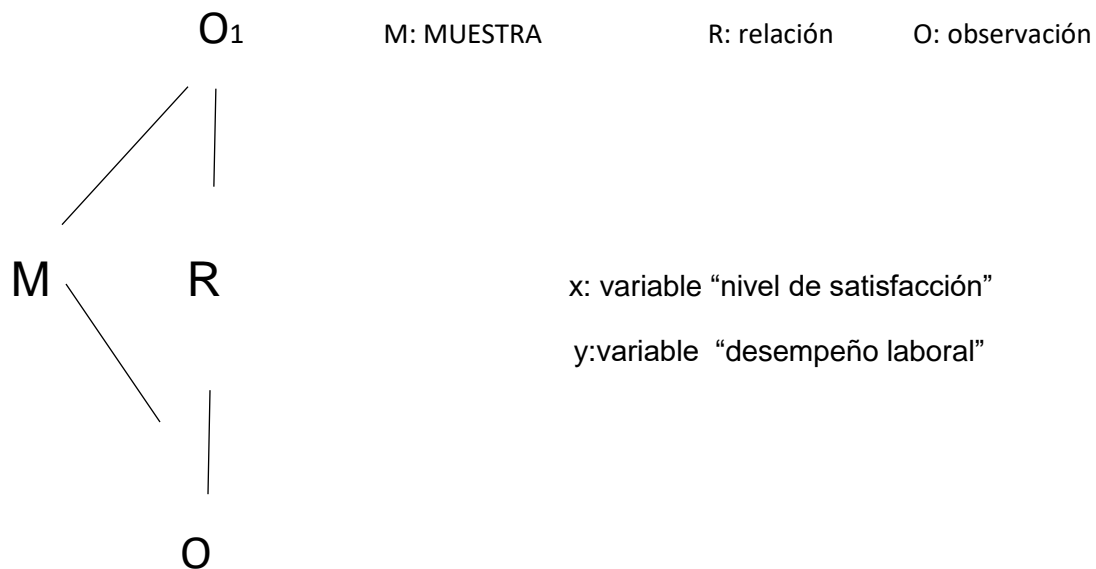 O1 M: MUESTRA R: relación O: observación
M R x: variable “nivel de satisfacción”
y:variable “desempeño laboral”
O